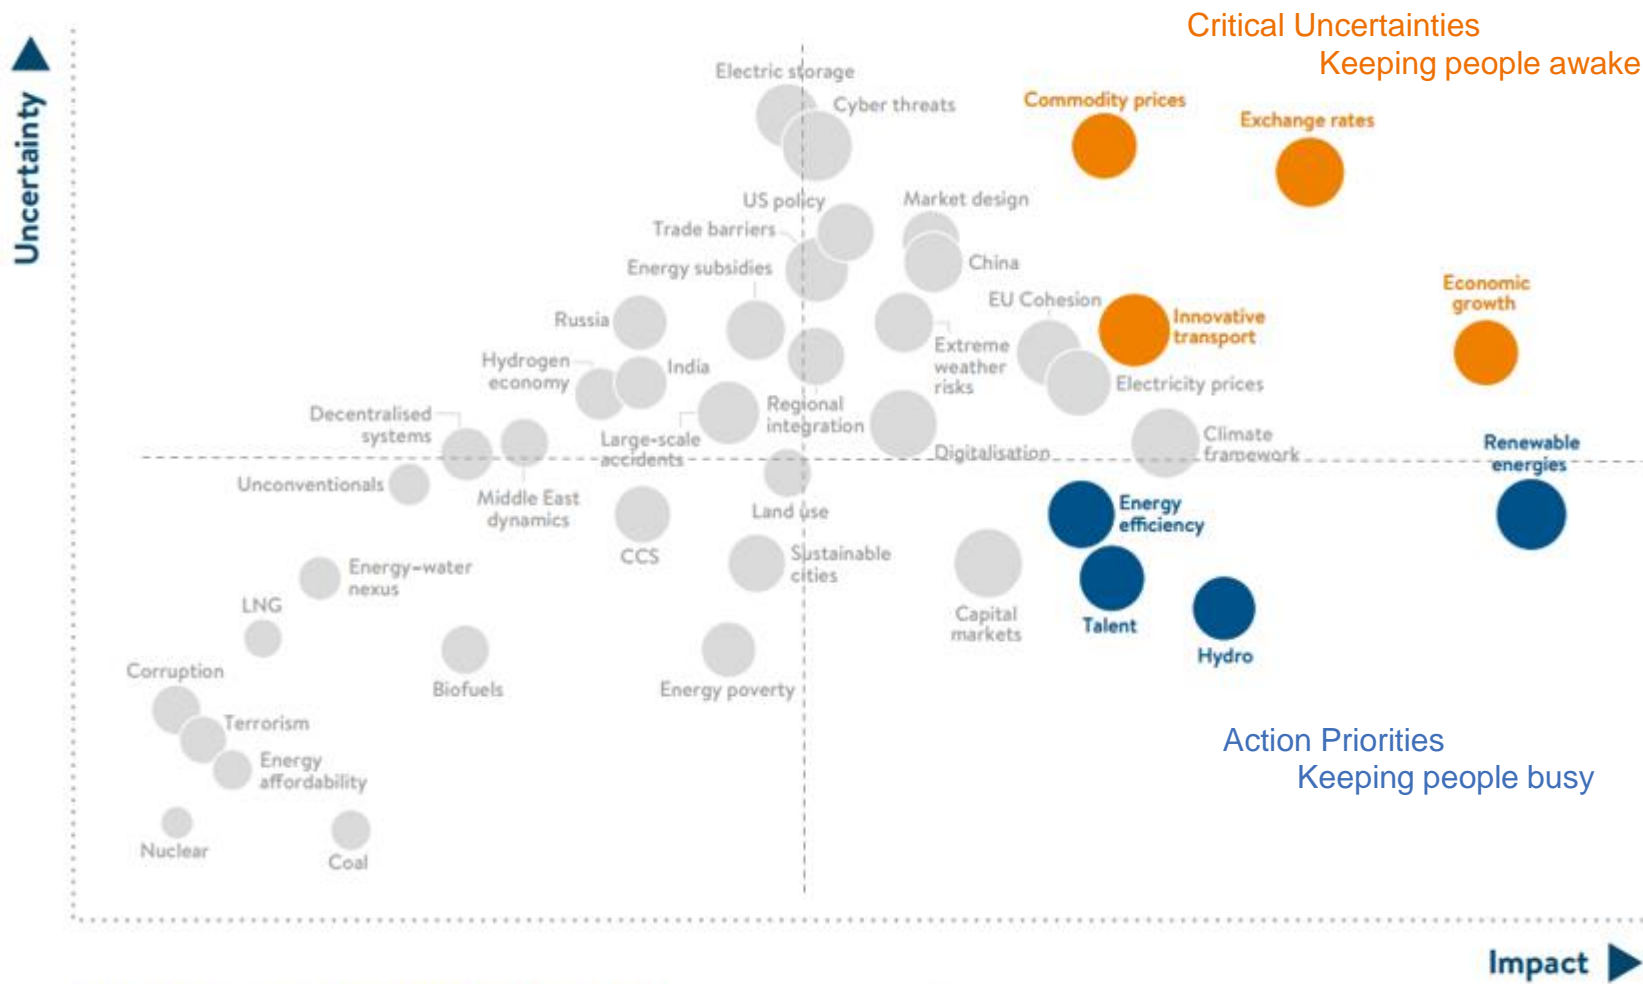 Critical Uncertainties
Keeping people awake
Uncertainty
Electric storage
Cyber threats
Commodity prices
Exchange rates
US policy
Market design
Trade barriers
Energy subsidies
China
Economic
growth
EU Cohesion
Russia
Innovative
transport
Extreme
weather
risks
Hydrogen
economy
India
Electricity prices
Decentralised
systems
Regional
integration
Large-scale
accidents
Digitalisation
Climate
framework
Renewable
energies
Unconventionals
Middle East
dynamics
Land use
Energy
efficiency
CCS
Sustainable
cities
Energy-water
nexus
LNG
Capital
markets
Talent
Hydro
Corruption
Biofuels
Energy poverty
Terrorism
Energy
affordability
Action Priorities
Keeping people busy
Nuclear
Coal
Impact